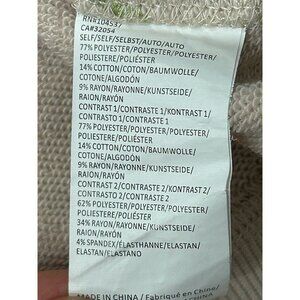 RN#104537
CA#32054
SELF/SELF/SELBST/AUTO/AUTO
77% POLYESTER/POLYESTER/POLYESTER/
POLIESTERE/POLIÉSTER
14% COTTON/COTON/BAUMWOLLE/
COTONE/ALGODÓN
9% RAYON/RAYONNE/KUNSTSEIDE/
RAION/RAYÓN
CONTRAST 1/CONTRASTE 1/KONTRAST 1/
CONTRASTO 1/CONTRASTE 1
77% POLYESTER/POLYESTER/POLYESTER/
POLIESTERE/POLIÉSTER
14% COTTON/COTON/BAUMWOLLE/
COTONE/ALGODÓN
9% RAYON/RAYONNE/KUNSTSEIDE/
RAION/RAYÓN
CONTRAST 2/CONTRASTE 2/KONTRAST 2/
CONTRASTO 2/CONTRASTE 2
62% POLYESTER/POLYESTER/POLYESTER/
POLIESTERE/POLIÉSTER
34% RAYON/RAYONNE/KUNSTSEIDE/
RAION/RAYÓN
4% SPANDEX/ÉLASTHANNE/ELASTAN/
ELASTAN/ELASTANO
MADE IN CHINA / Fabriqué en Chine/